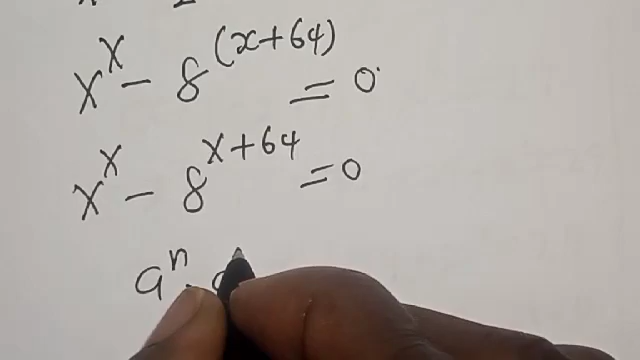 x^x - 8^(x+64) = 0
x^x - 8^x+64 = 0
a^n · a